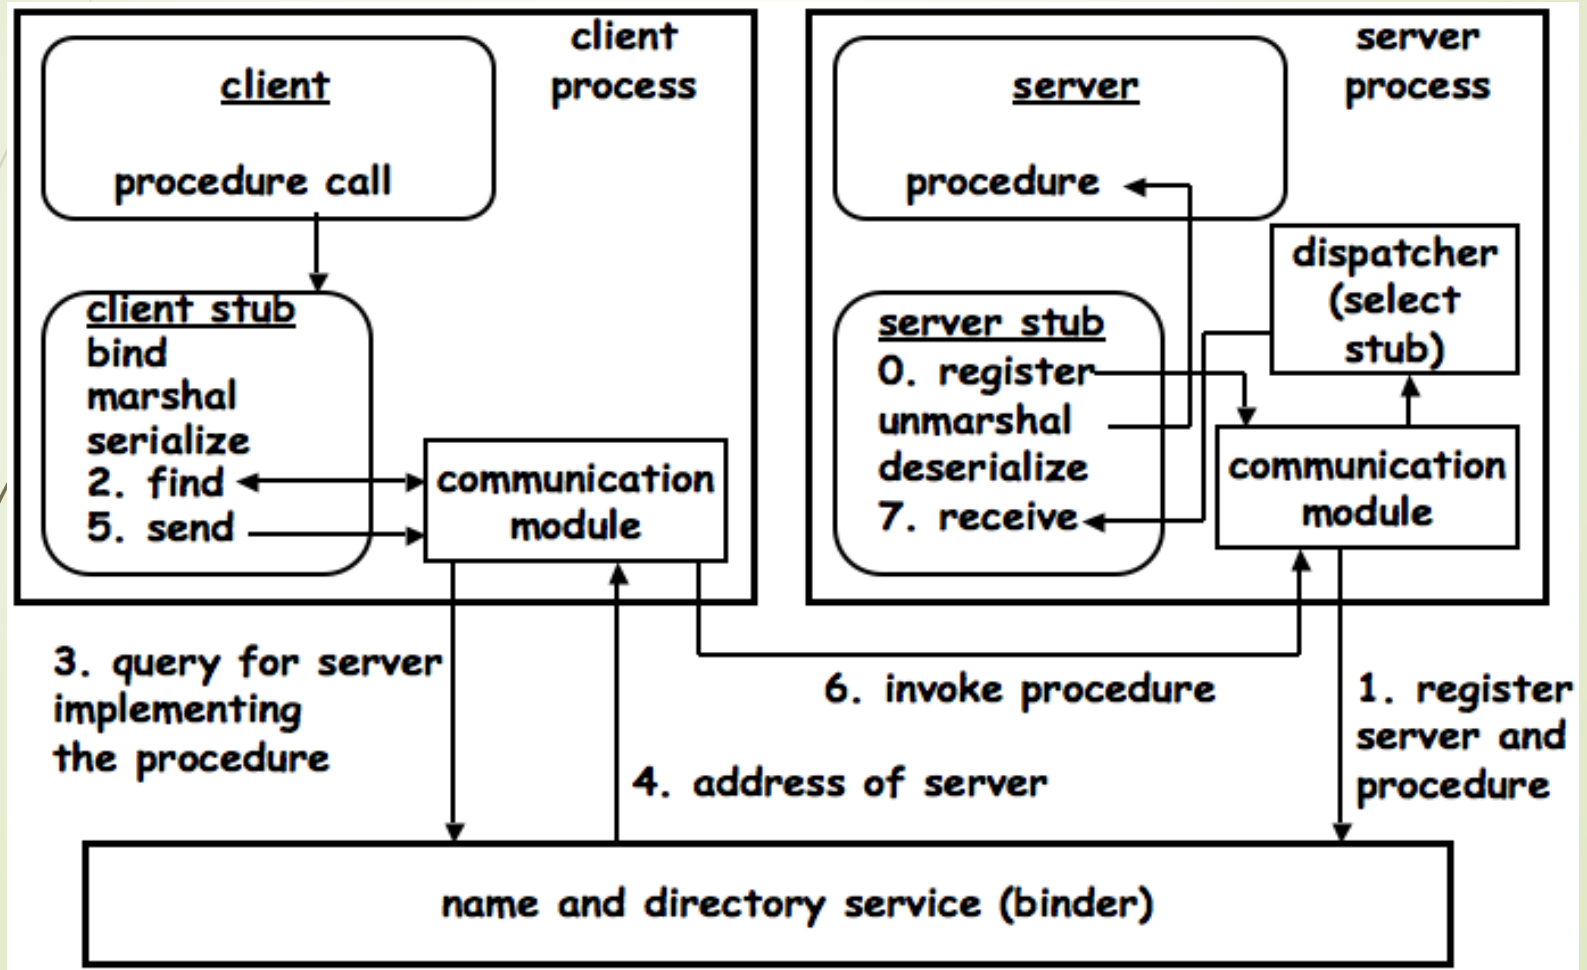 client
process
client
procedure call
client stub
bind
marshal
serialize
2. find
5. send
communication
module
server
process
server
procedure
dispatcher
(select
stub)
server stub
0. register
unmarshal
deserialize
7. receive
communication
module
3. query for server
implementing
the procedure
4. address of server
6. invoke procedure
1. register
server and
procedure
name and directory service (binder)